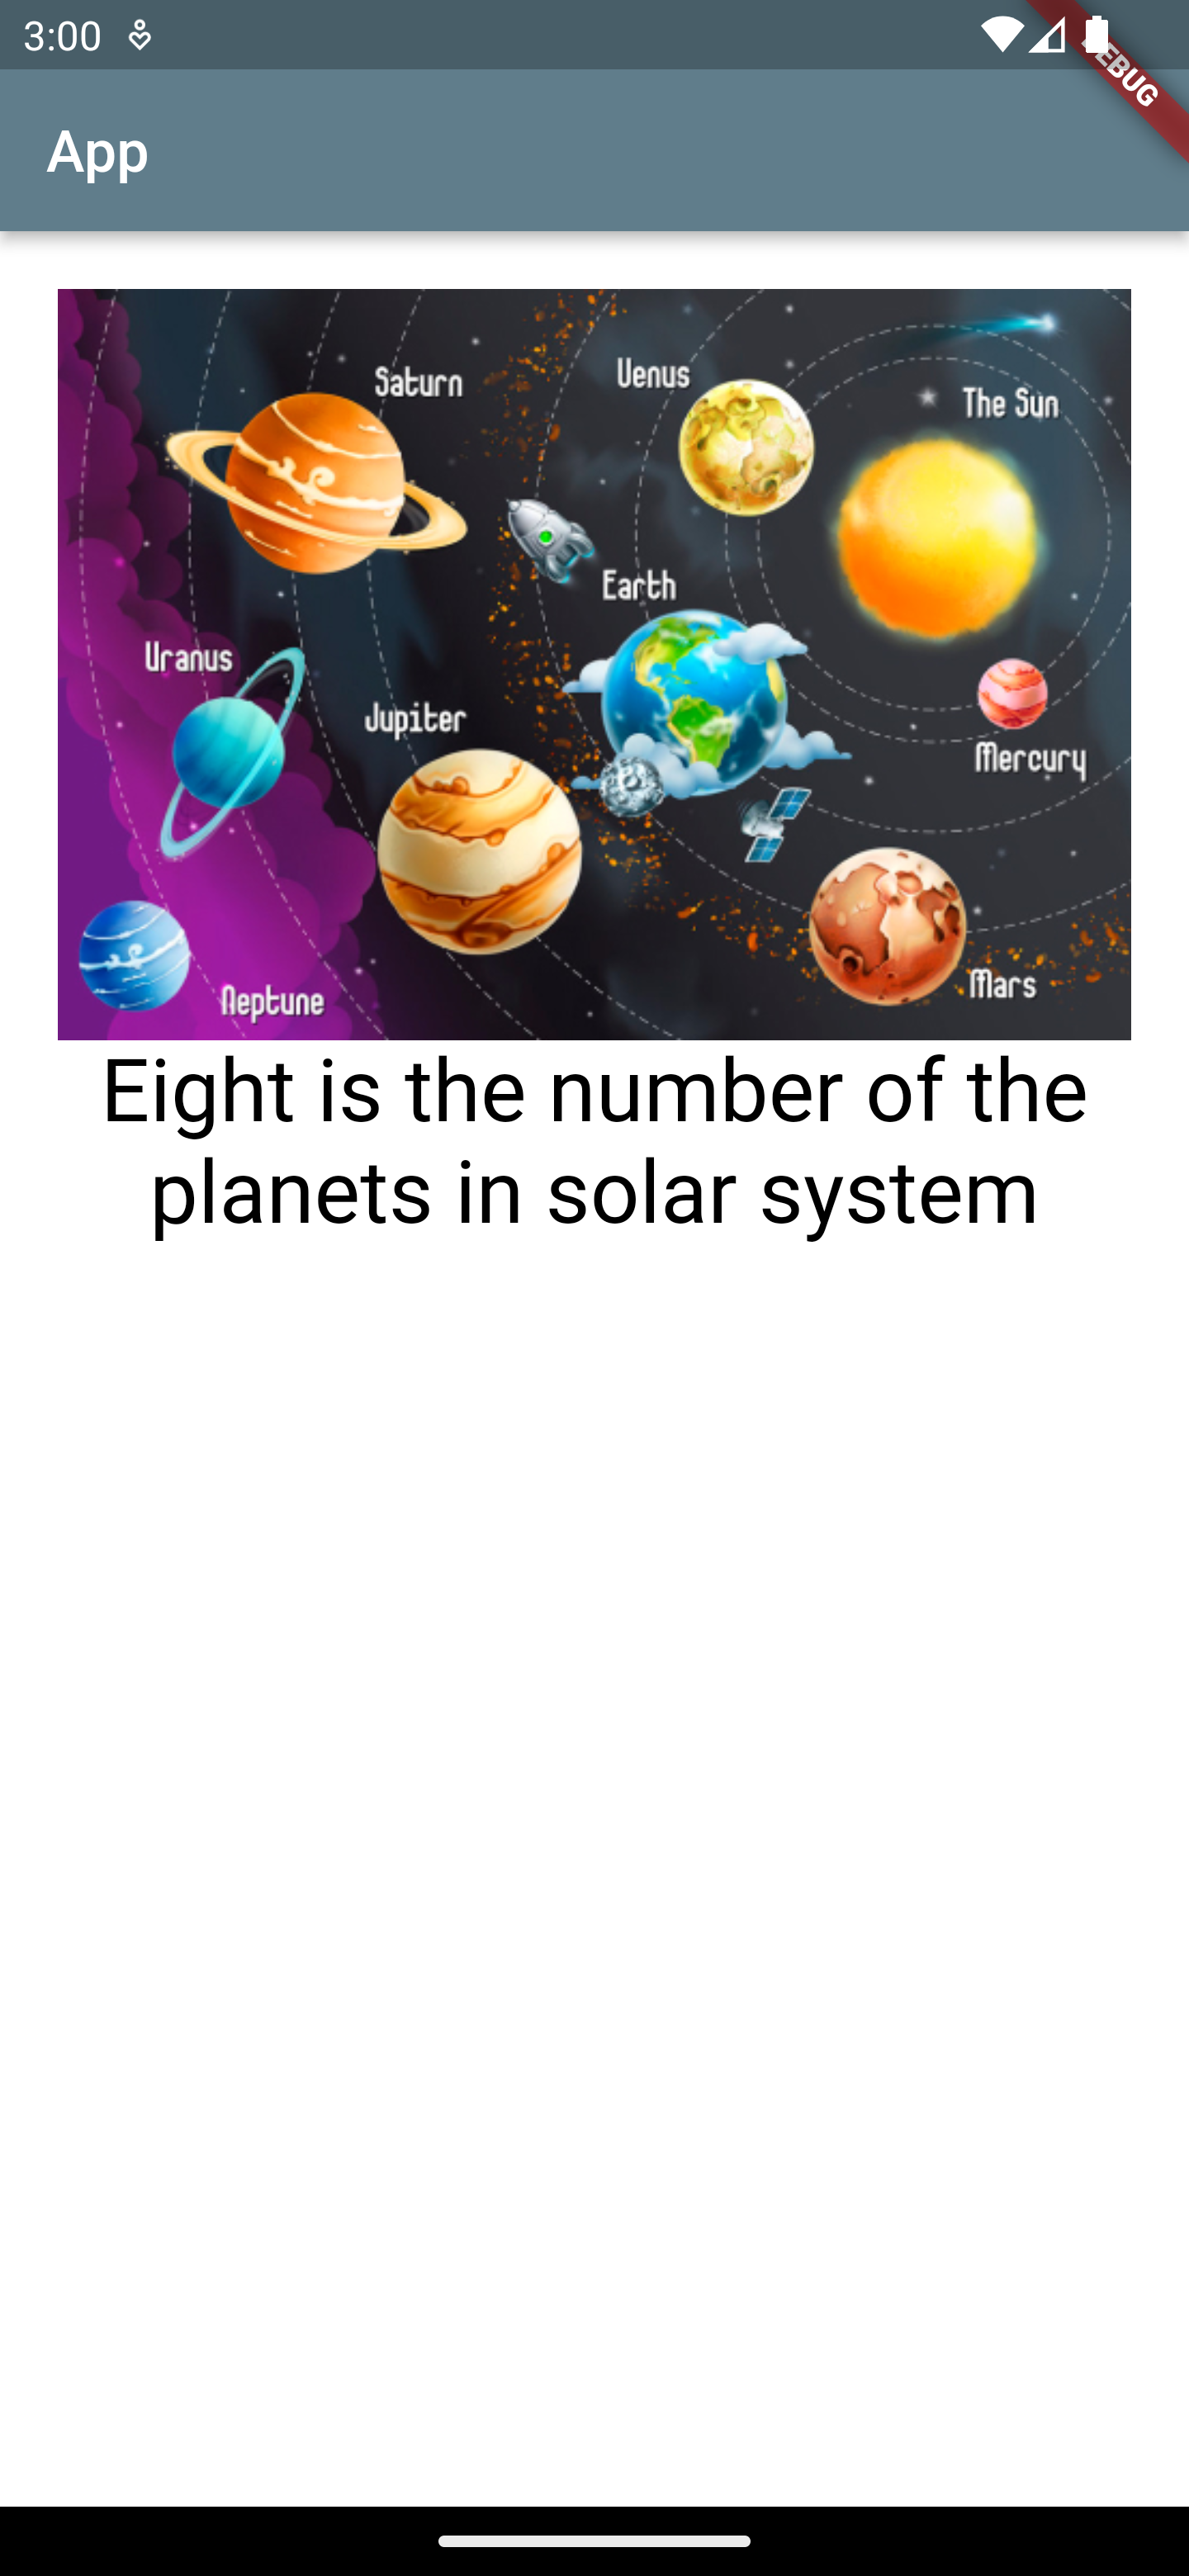 3:00
DEBUG
App
Saturn
Venus
The Sun
Earth
Uranus
Jupiter
Mercury
Mars
Neptune
Eight is the number of the
planets in solar system